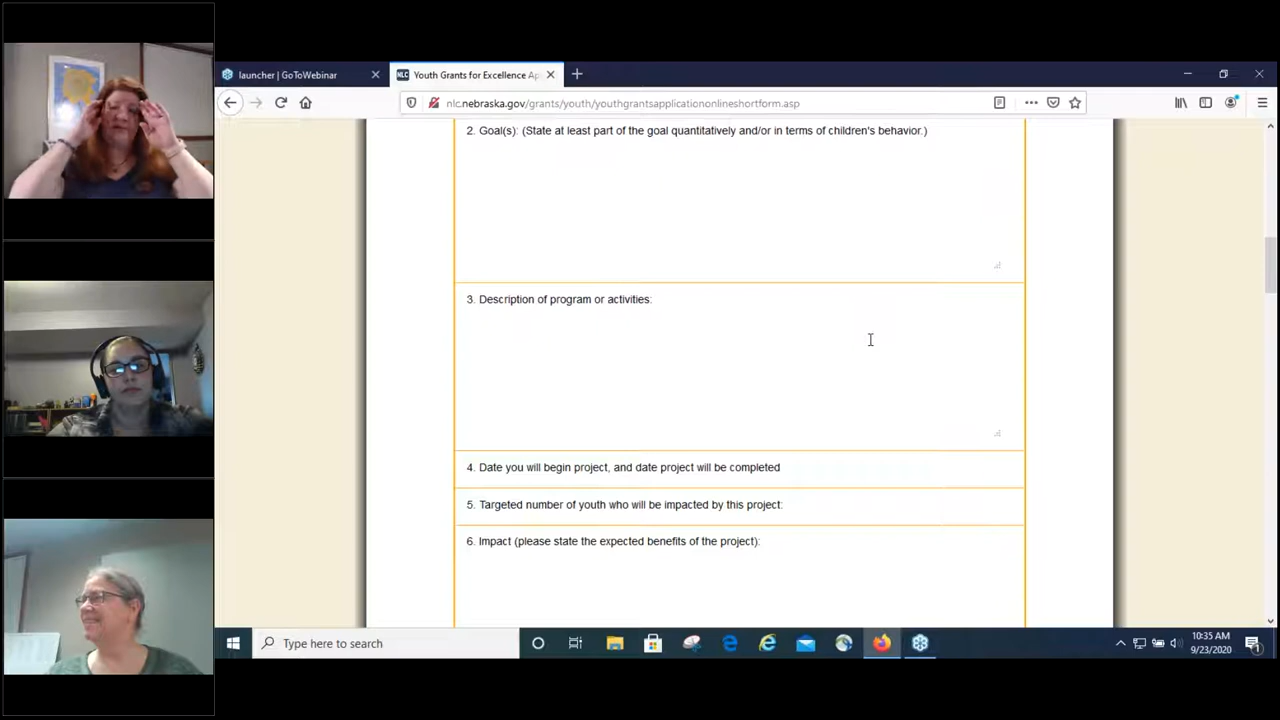 launcher | GoToWebinar
NLC
Youth Grants for Excellence Ap
nlc.nebraska.gov/grants/youth/youthgrantsapplicationonlineshortform.asp
2. Goal(s): (State at least part of the goal quantitatively and/or in terms of children's behavior.)
3. Description of program or activities:
4. Date you will begin project, and date project will be completed
5. Targeted number of youth who will be impacted by this project:
6. Impact (please state the expected benefits of the project):
Type here to search
10:35 AM
9/23/2020
1